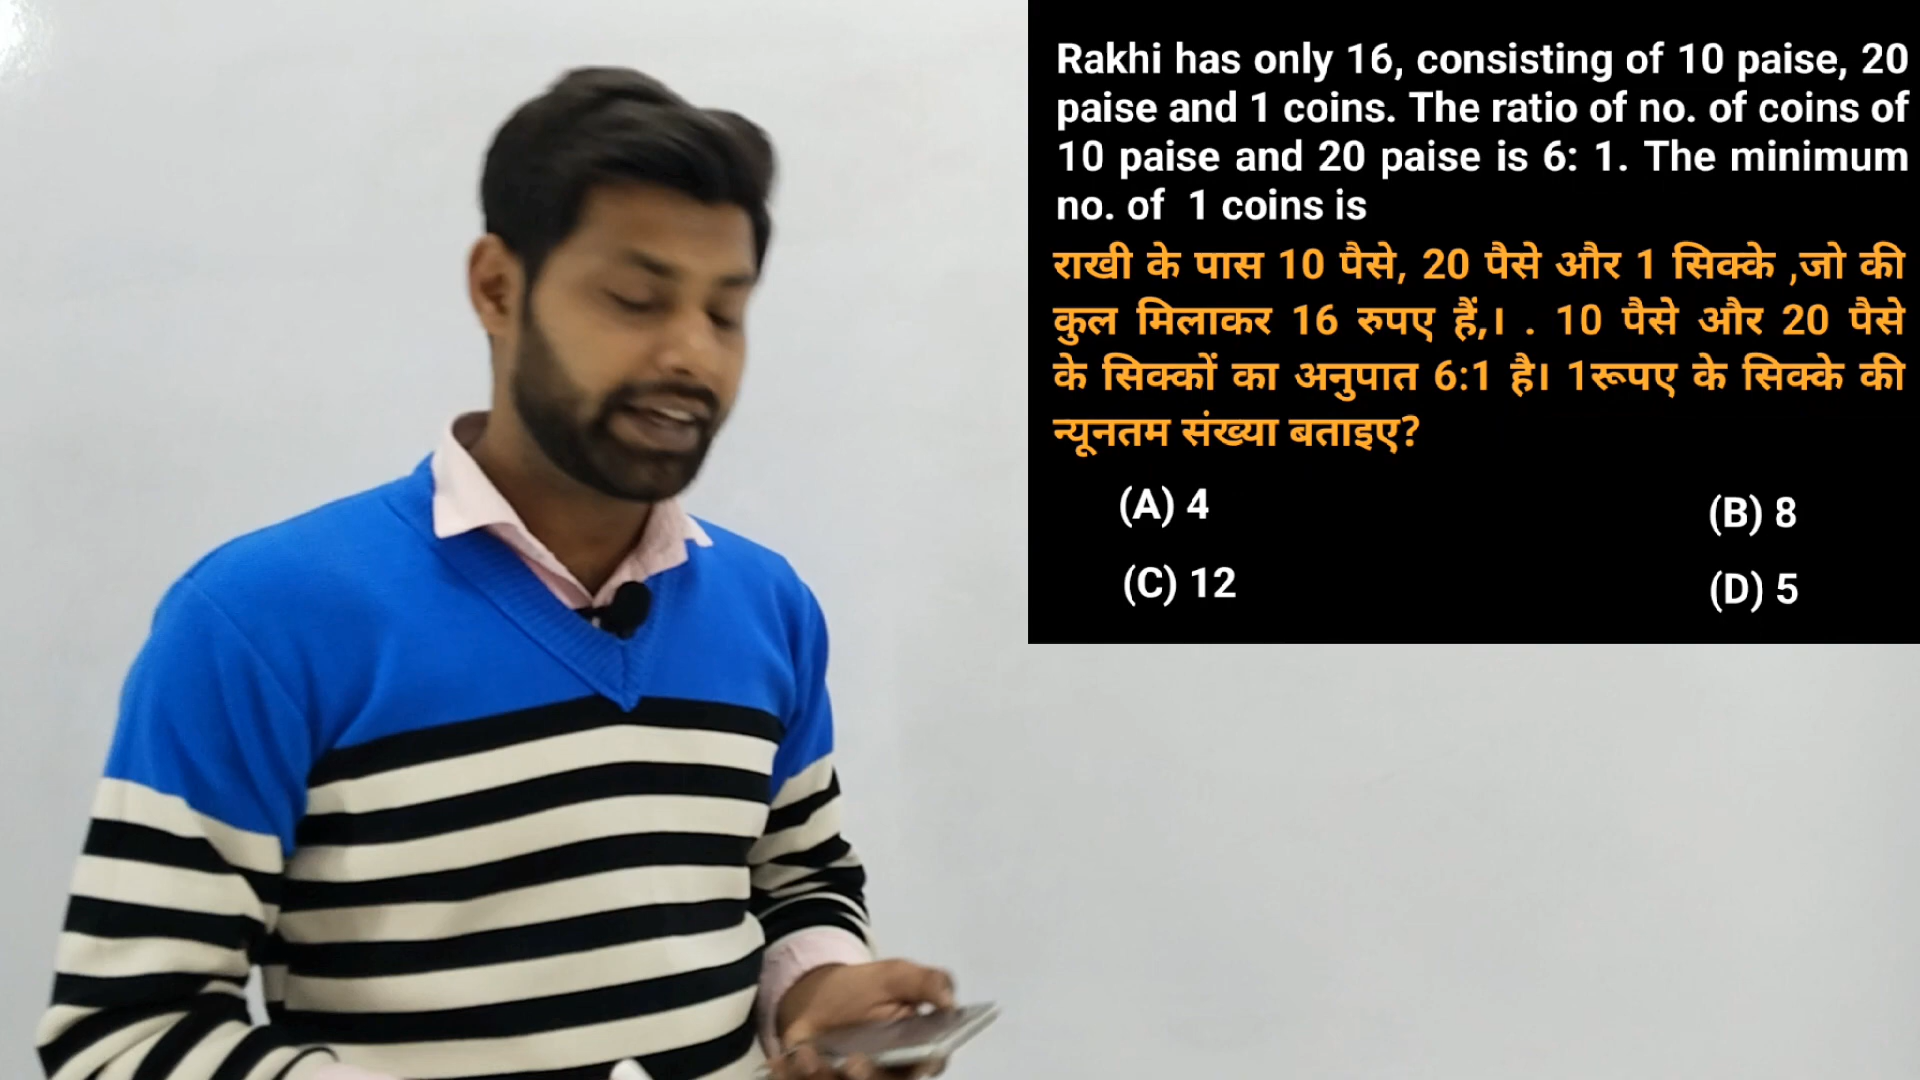 Rakhi has only 16, consisting of 10 paise, 20
paise and 1 coins. The ratio of no. of coins of
10 paise and 20 paise is 6: 1. The minimum
no. of  1 coins is
राखी के पास 10 पैसे, 20 पैसे और 1 सिक्के ,जो की
कुल मिलाकर 16 रुपए हैं,। . 10 पैसे और 20 पैसे
के सिक्कों का अनुपात 6:1 है। 1रूपए के सिक्के की
न्यूनतम संख्या बताइए?
(A) 4
(B) 8
(C) 12
(D) 5